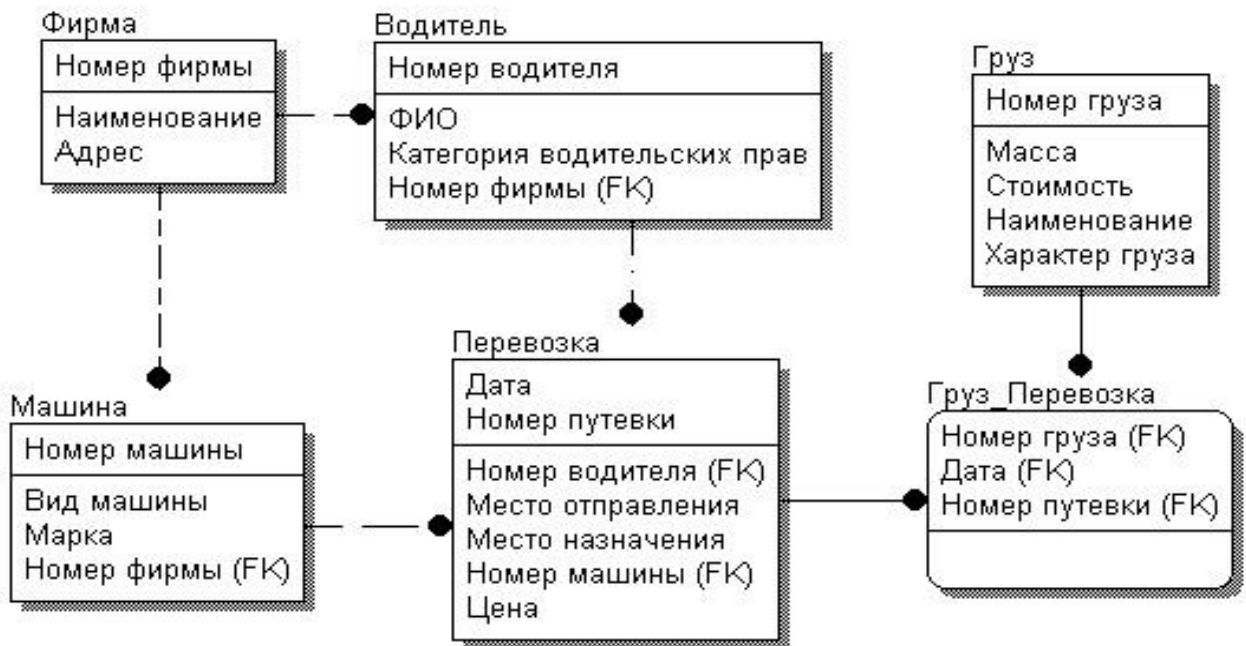 Фирма
Номер фирмы
Наименование
Адрес
Водитель
Номер водителя
ФИО
Категория водительских прав
Номер фирмы (FK)
Груз
Номер груза
Масса
Стоимость
Наименование
Характер груза
Машина
Номер машины
Вид машины
Марка
Номер фирмы (FK)
Перевозка
Дата
Номер путевки
Номер водителя (FK)
Место отправления
Место назначения
Номер машины (FK)
Цена
Груз_Перевозка
Номер груза (FK)
Дата (FK)
Номер путевки (FK)